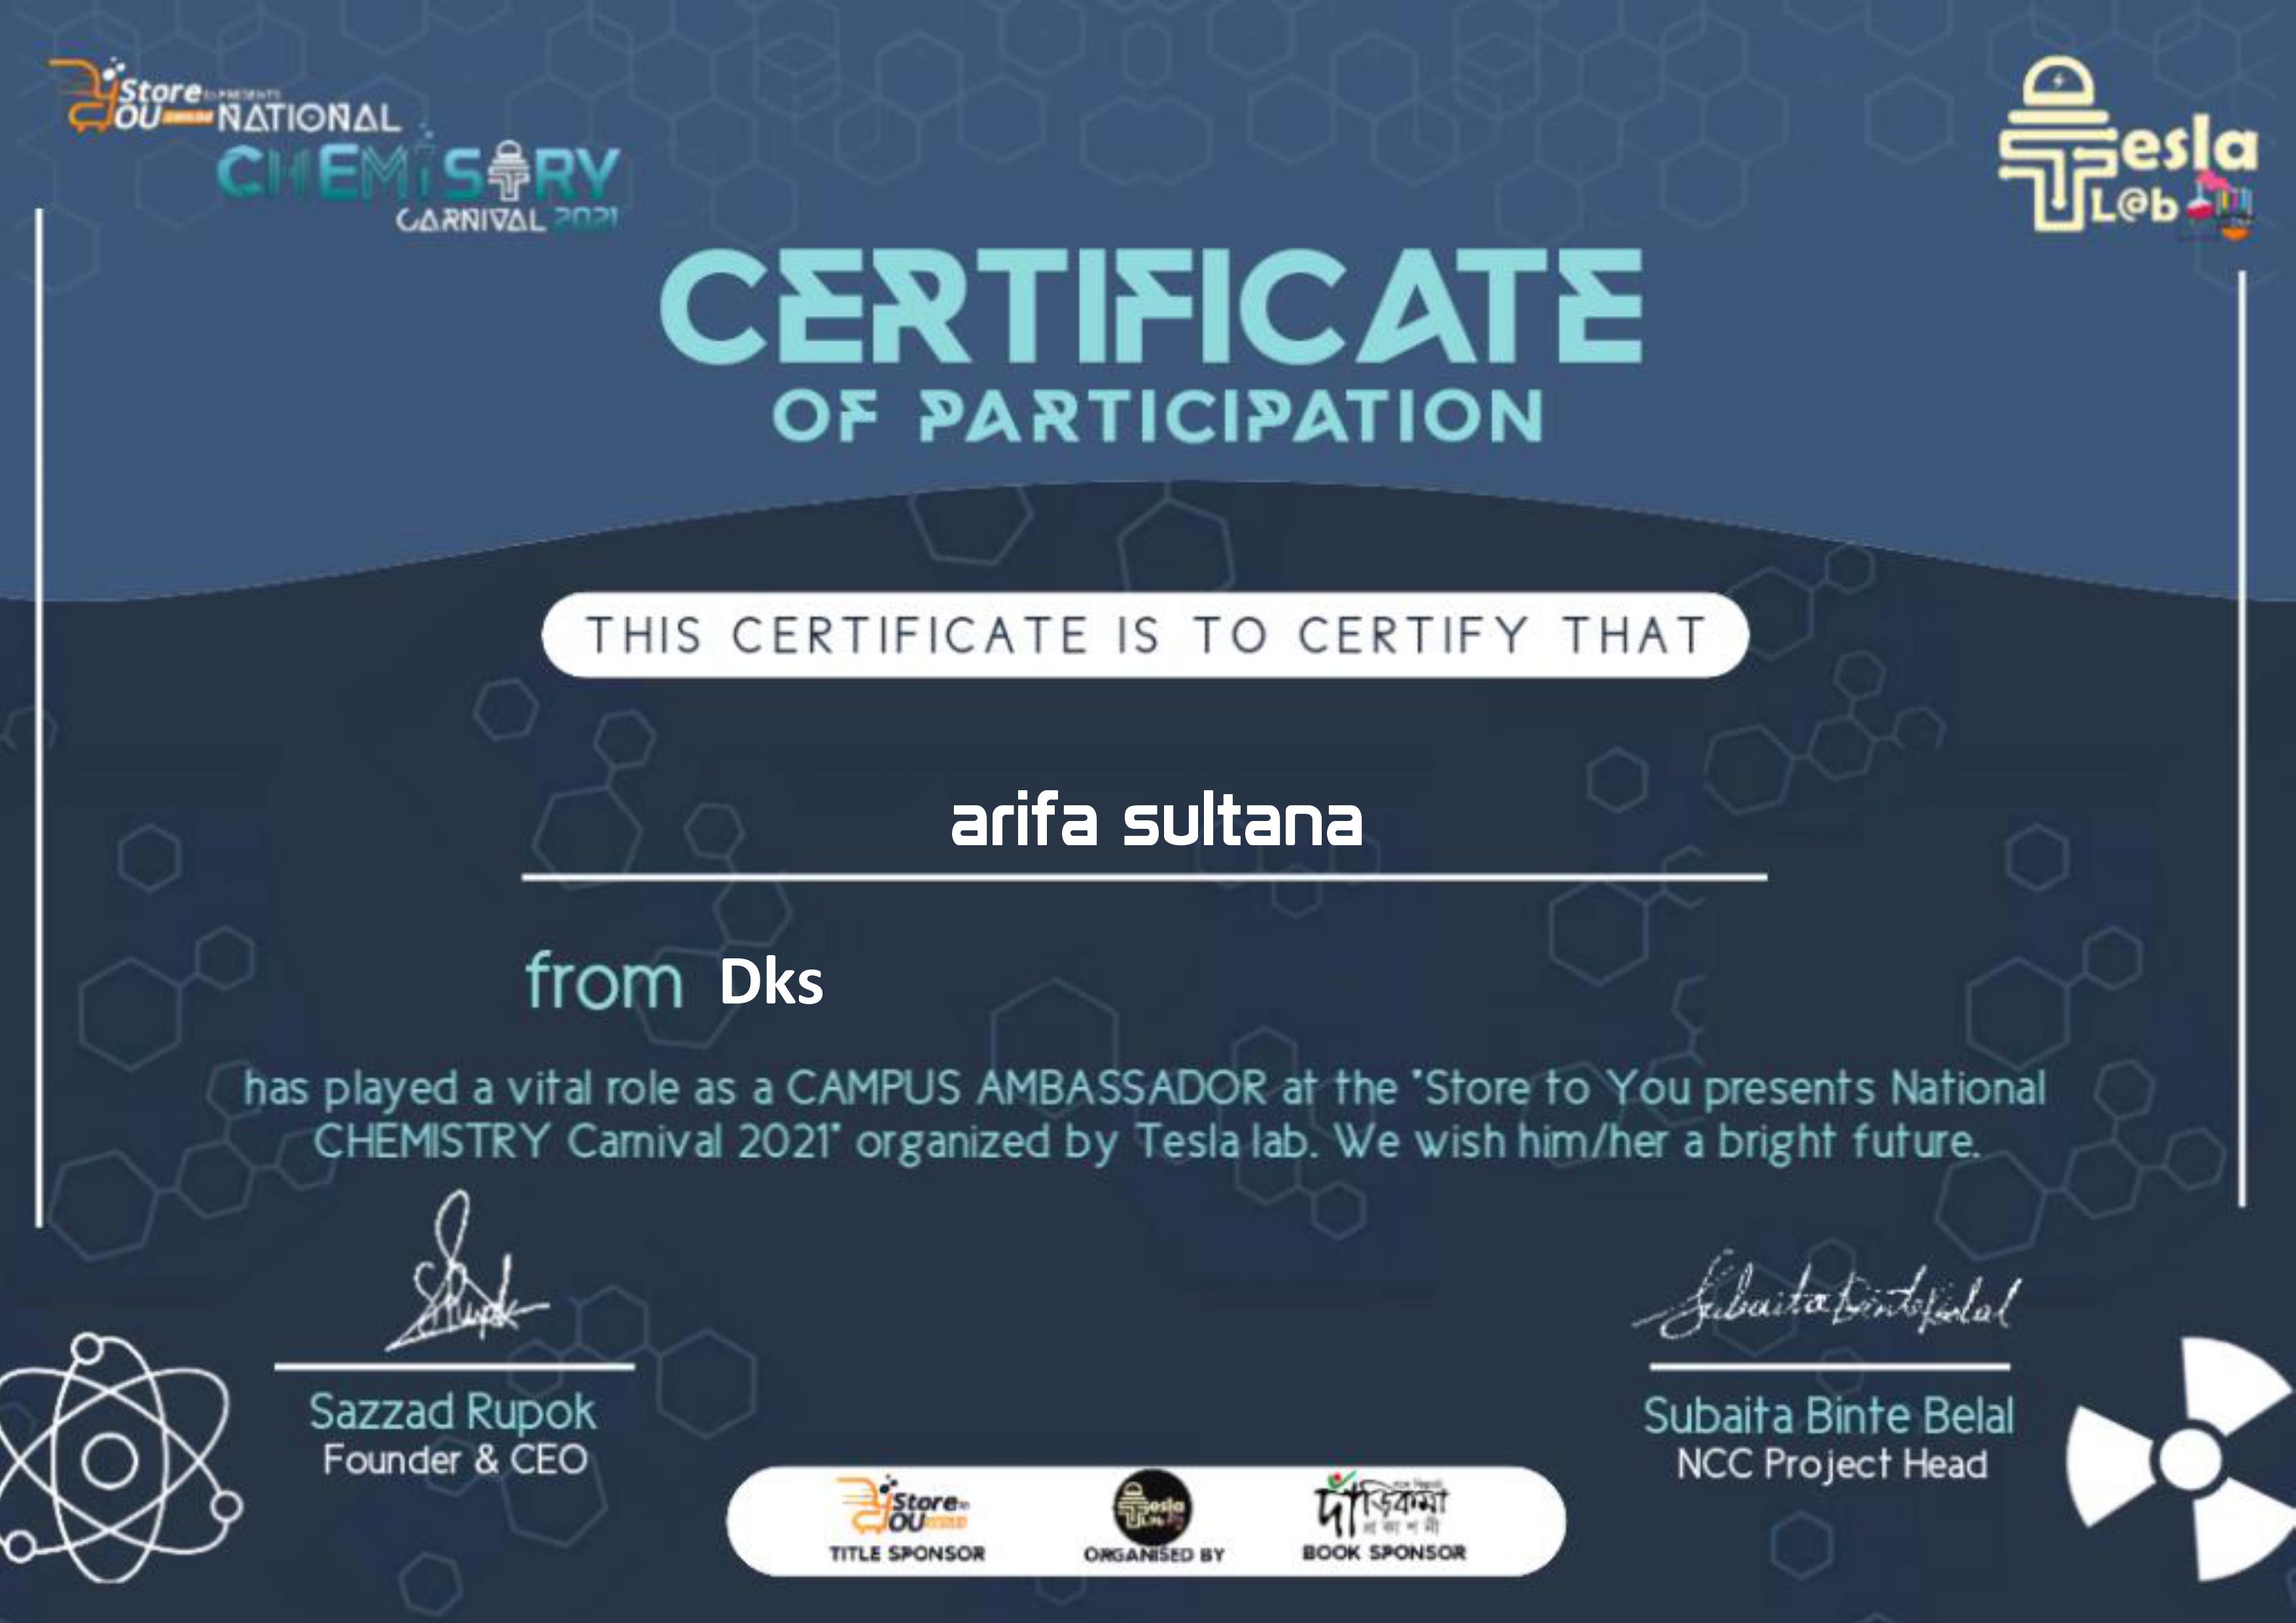 Store to PRESENTS
YOU
NATIONAL
CHEMiSTRY
CARNIVAL 2021
Tesla
L@b
CERTIFICATE
OF PARTICIPATION
THIS CERTIFICATE IS TO CERTIFY THAT
arifa sultana
from Dks
has played a vital role as a CAMPUS AMBASSADOR at the "Store to You presents National
CHEMISTRY Carnival 2021" organized by Tesla lab. We wish him/her a bright future.
SRupok
Subaita Binte Belal
Sazzad Rupok
Founder & CEO
Subaita Binte Belal
NCC Project Head
Store to
YOU
TITLE SPONSOR
Tesla
L@b
ORGANISED BY
দাঁড়িকমা
প্রকাশনী
BOOK SPONSOR